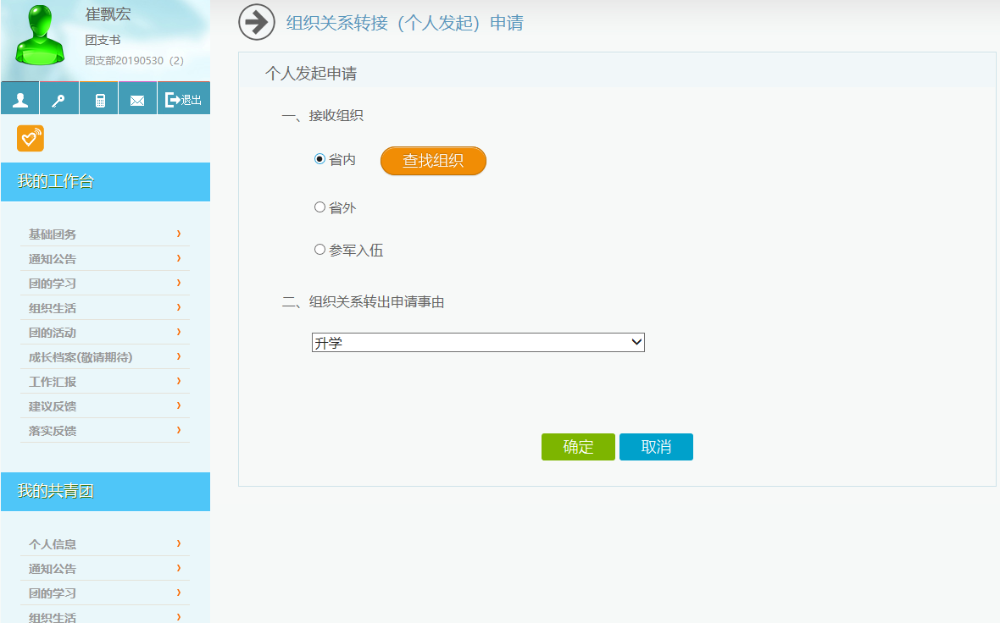 崔飘宏
团支书
团支部20190530（2）
退出
我的工作台
基础团务
通知公告
团的学习
组织生活
团的活动
成长档案(敬请期待)
工作汇报
建议反馈
落实反馈
我的共青团
个人信息
通知公告
团的学习
组织生活
组织关系转接（个人发起）申请
个人发起申请
一、接收组织
省内
查找组织
省外
参军入伍
二、组织关系转出申请事由
升学
确定
取消